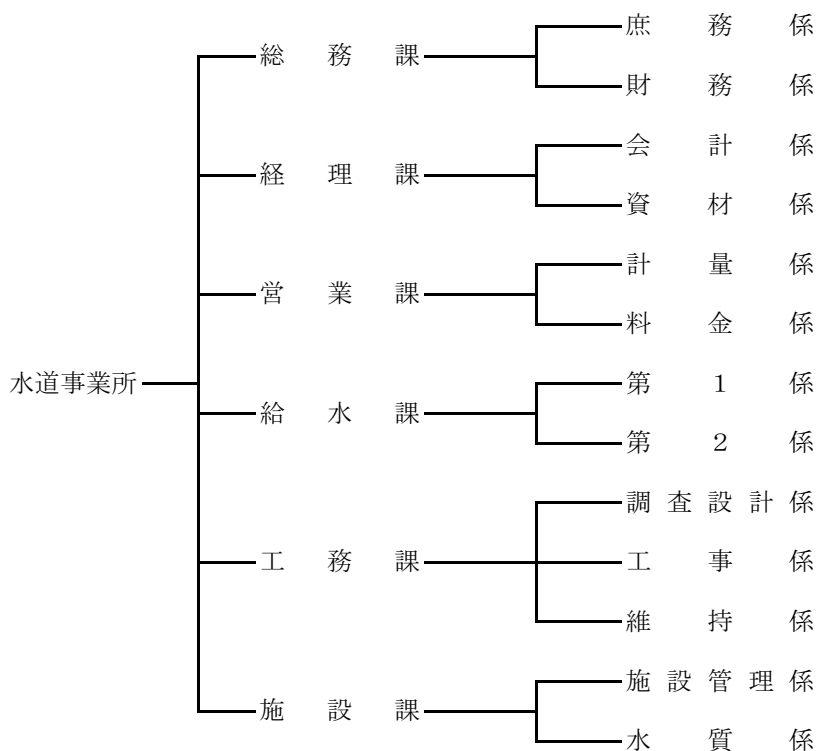 庶務係
総務課
財務係
会計係
経理課
資材係
計量係
営業課
料金係
水道事業所
第1係
給水課
第2係
調査設計係
工務課
工事係
維持係
施設管理係
施設課
水質係